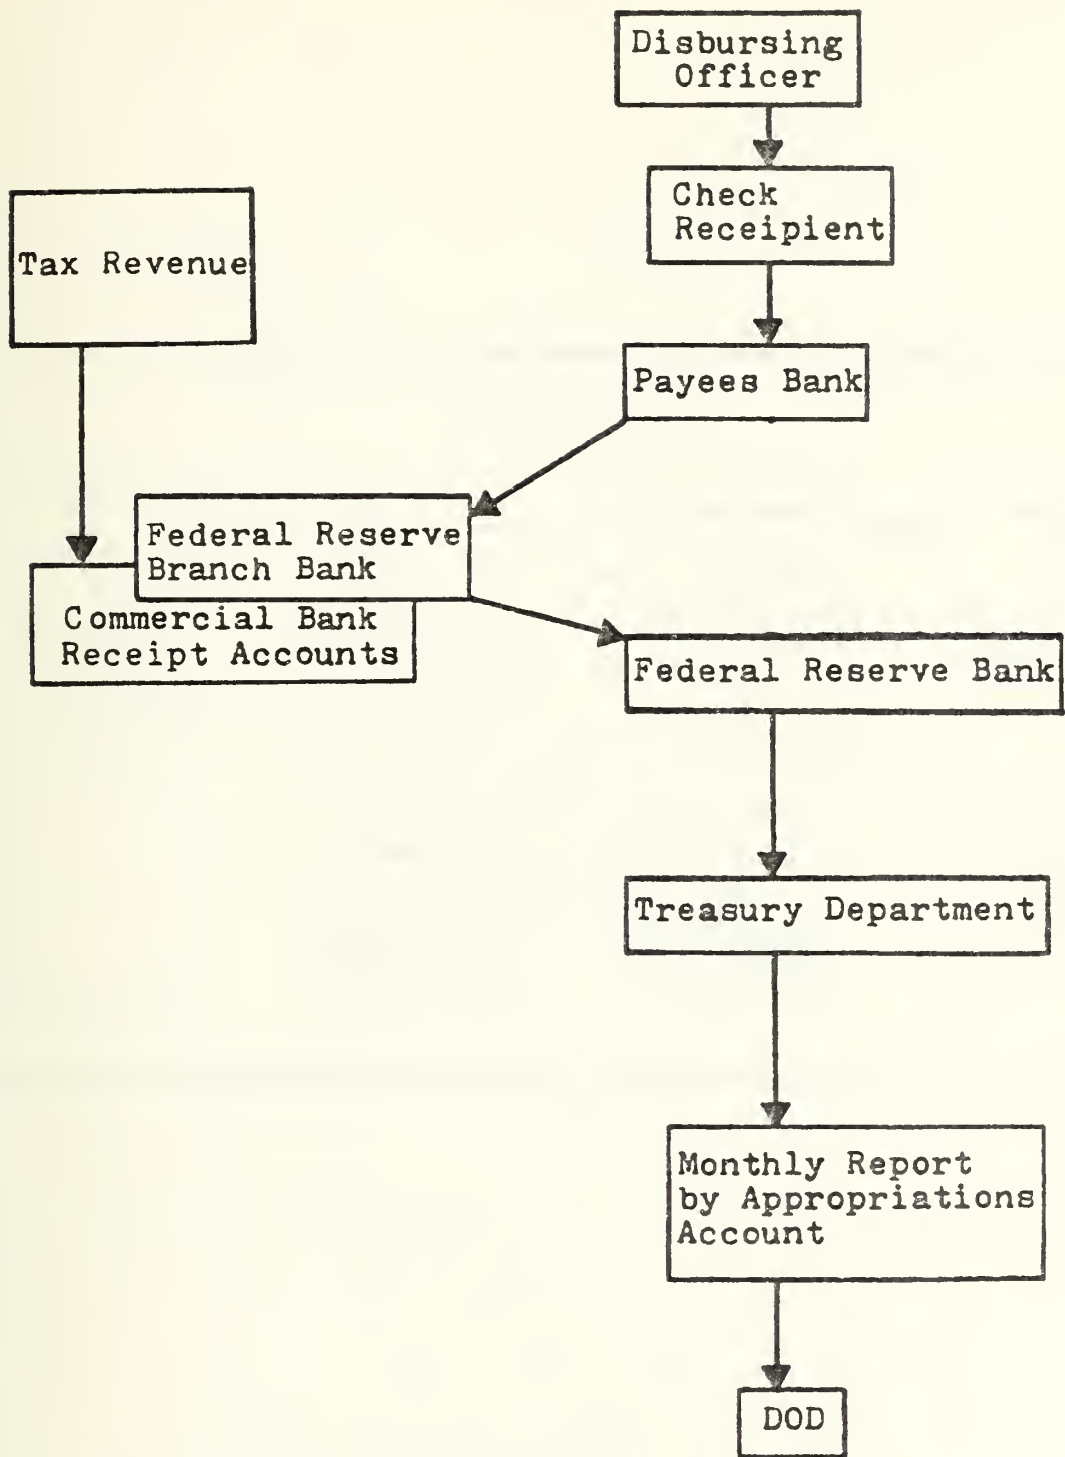 Disbursing
Officer
Check
Receipient
Tax Revenue
Payees Bank
Federal Reserve
Branch Bank
Commercial Bank
Receipt Accounts
Federal Reserve Bank
Treasury Department
Monthly Report
by Appropriations
Account
DOD